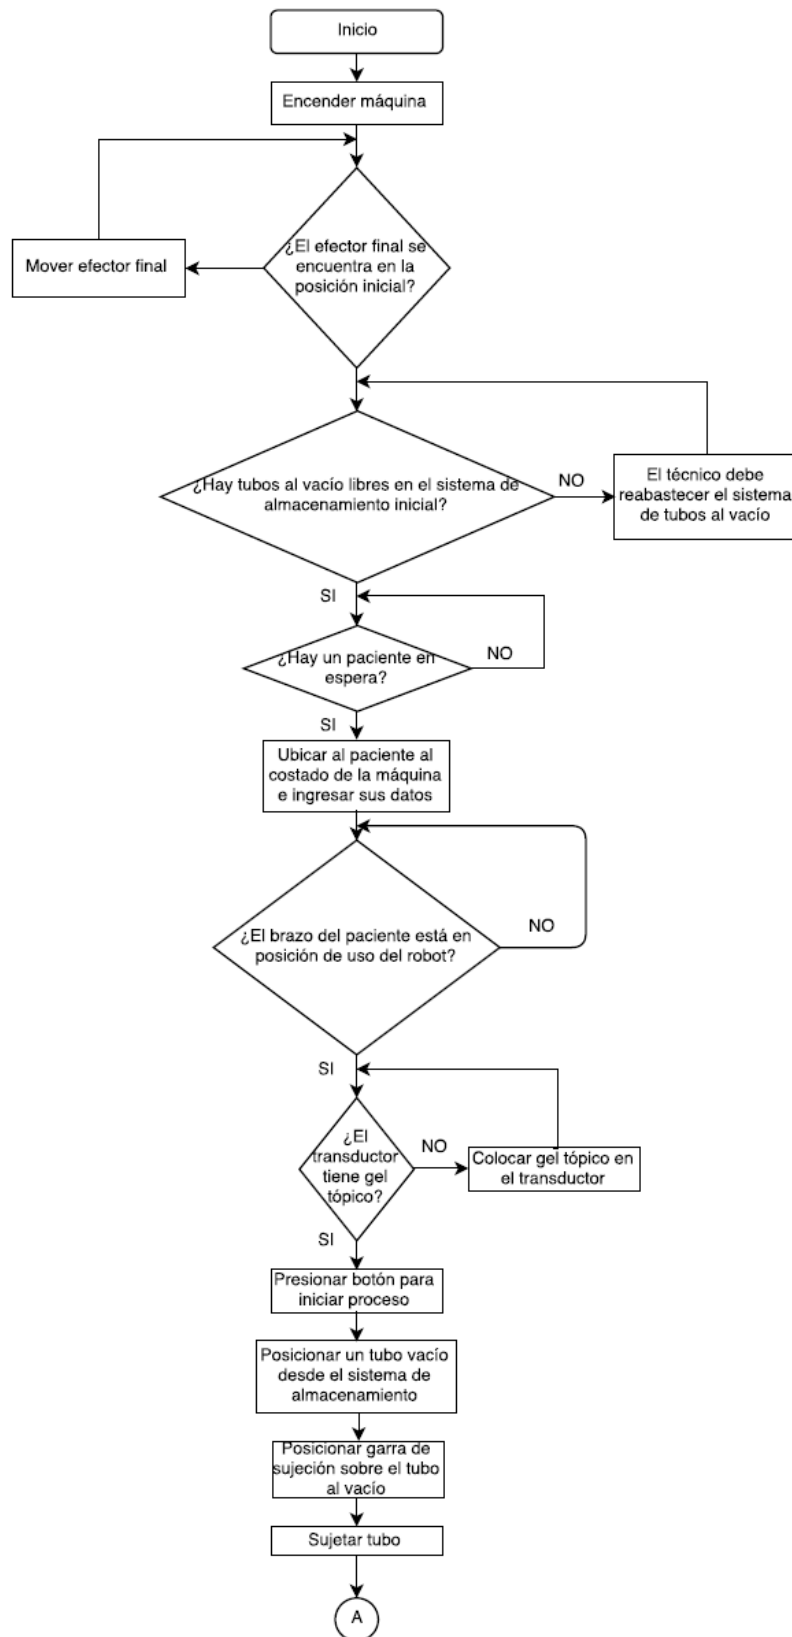 Inicio
Encender máquina
¿El efector final se
encuentra en la
posición inicial?
Mover efector final
¿Hay tubos al vacío libres en el sistema de
almacenamiento inicial?
NO
El técnico debe
reabastecer el sistema
de tubos al vacío
SI
¿Hay un paciente en
espera?
NO
SI
Ubicar al paciente al
costado de la máquina
e ingresar sus datos
¿El brazo del paciente está en
posición de uso del robot?
NO
SI
¿El
transductor
tiene gel
tópico?
NO
Colocar gel tópico en
el transductor
SI
Presionar botón para
iniciar proceso
Posicionar un tubo vacío
desde el sistema de
almacenamiento
Posicionar garra de
sujeción sobre el tubo
al vacío
Sujetar tubo
A